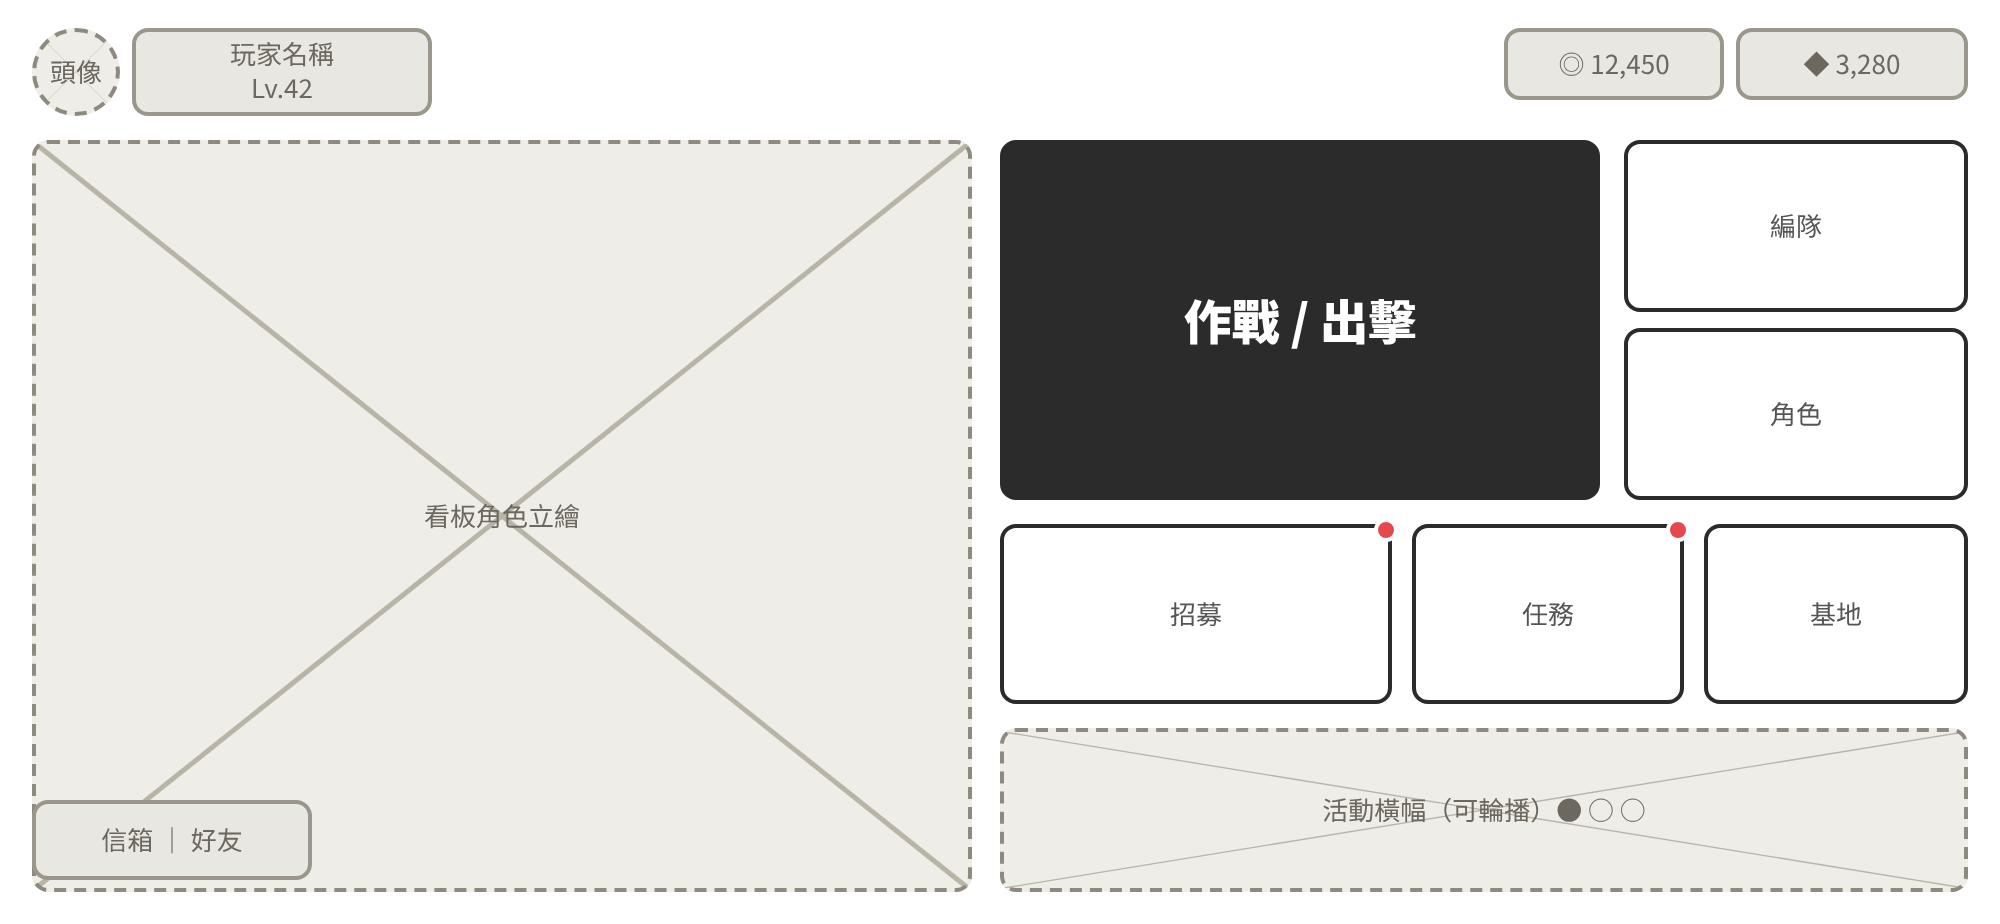 頭像
玩家名稱
Lv.42
◎ 12,450
◆ 3,280
看板角色立繪
作戰 / 出擊
編隊
角色
招募
任務
基地
信箱｜好友
活動橫幅（可輪播）●○○